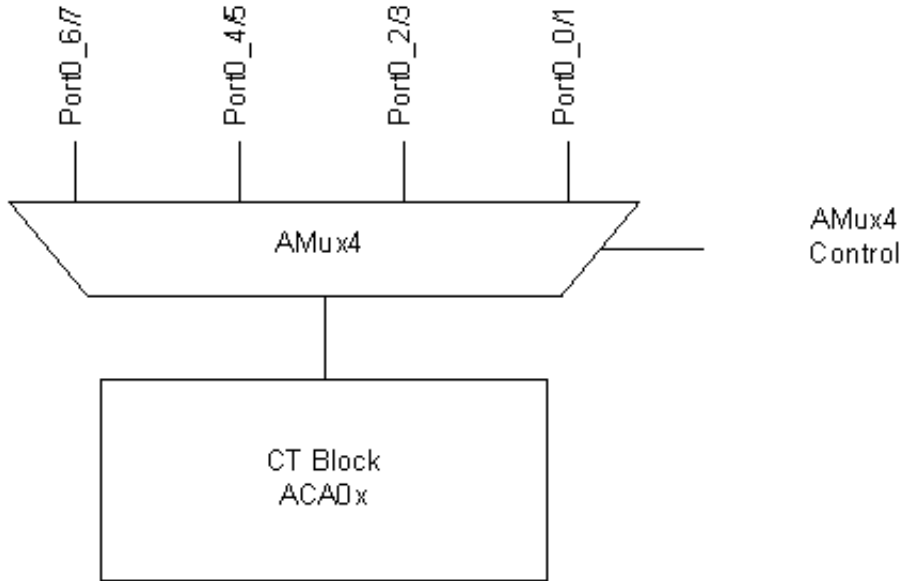 Port0_6/7
Port0_4/5
Port0_2/3
Port0_0/1
AMux4
AMux4
Control
CT Block
ACA0x